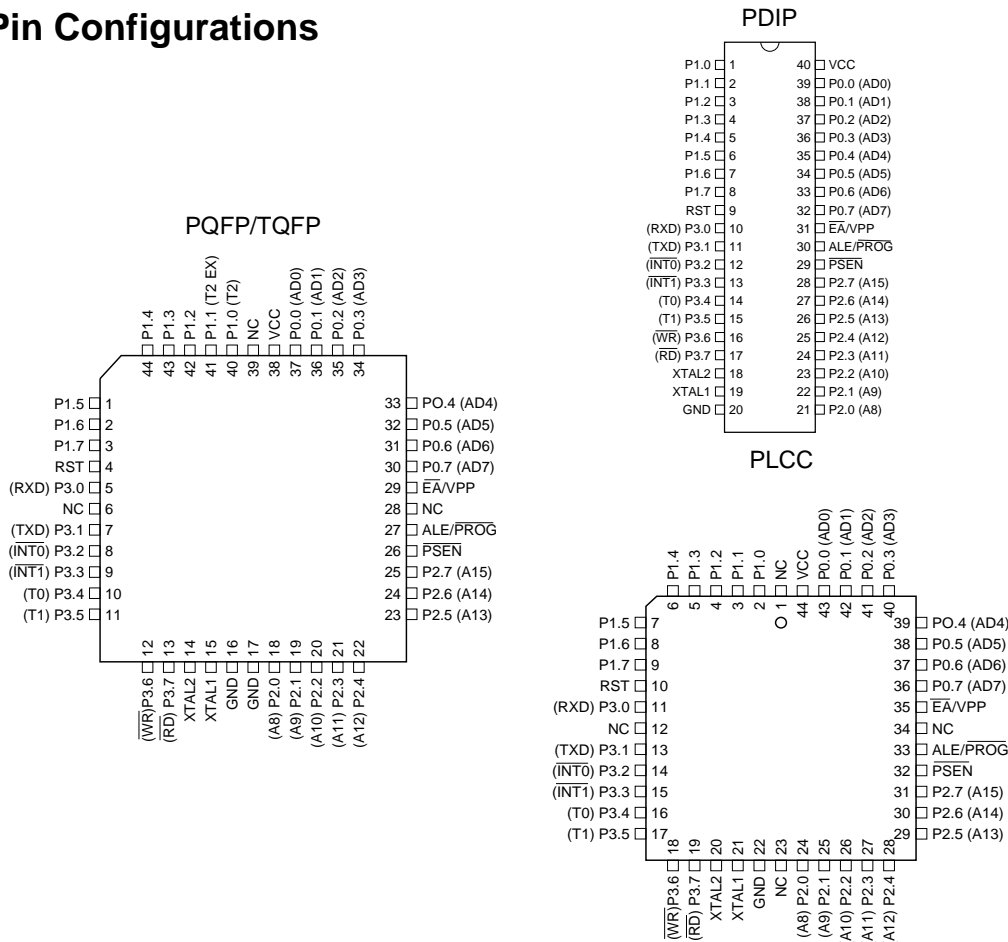 Pin Configurations
PDIP
P1.0 1
P1.1 2
P1.2 3
P1.3 4
P1.4 5
P1.5 6
P1.6 7
P1.7 8
RST 9
(RXD) P3.0 10
(TXD) P3.1 11
(INT0) P3.2 12
(INT1) P3.3 13
(T0) P3.4 14
(T1) P3.5 15
(WR) P3.6 16
(RD) P3.7 17
XTAL2 18
XTAL1 19
GND 20
40 VCC
39 P0.0 (AD0)
38 P0.1 (AD1)
37 P0.2 (AD2)
36 P0.3 (AD3)
35 P0.4 (AD4)
34 P0.5 (AD5)
33 P0.6 (AD6)
32 P0.7 (AD7)
31 EA/VPP
30 ALE/PROG
29 PSEN
28 P2.7 (A15)
27 P2.6 (A14)
26 P2.5 (A13)
25 P2.4 (A12)
24 P2.3 (A11)
23 P2.2 (A10)
22 P2.1 (A9)
21 P2.0 (A8)
PQFP/TQFP
44 P1.4
43 P1.3
42 P1.2
41 P1.1 (T2 EX)
40 P1.0 (T2)
39 NC
38 VCC
37 P0.0 (AD0)
36 P0.1 (AD1)
35 P0.2 (AD2)
34 P0.3 (AD3)
P1.5 1
P1.6 2
P1.7 3
RST 4
(RXD) P3.0 5
NC 6
(TXD) P3.1 7
(INT0) P3.2 8
(INT1) P3.3 9
(T0) P3.4 10
(T1) P3.5 11
33 PO.4 (AD4)
32 P0.5 (AD5)
31 P0.6 (AD6)
30 P0.7 (AD7)
29 EA/VPP
28 NC
27 ALE/PROG
26 PSEN
25 P2.7 (A15)
24 P2.6 (A14)
23 P2.5 (A13)
(WR)P3.6 12
(RD) P3.7 13
XTAL2 14
XTAL1 15
GND 16
GND 17
(A8) P2.0 18
(A9) P2.1 19
(A10) P2.2 20
(A11) P2.3 21
(A12) P2.4 22
PLCC
6 P1.4
5 P1.3
4 P1.2
3 P1.1
2 P1.0
1 NC
44 VCC
43 P0.0 (AD0)
42 P0.1 (AD1)
41 P0.2 (AD2)
40 P0.3 (AD3)
P1.5 7
P1.6 8
P1.7 9
RST 10
(RXD) P3.0 11
NC 12
(TXD) P3.1 13
(INT0) P3.2 14
(INT1) P3.3 15
(T0) P3.4 16
(T1) P3.5 17
39 PO.4 (AD4)
38 P0.5 (AD5)
37 P0.6 (AD6)
36 P0.7 (AD7)
35 EA/VPP
34 NC
33 ALE/PROG
32 PSEN
31 P2.7 (A15)
30 P2.6 (A14)
29 P2.5 (A13)
(WR)P3.6 18
(RD) P3.7 19
XTAL2 20
XTAL1 21
GND 22
NC 23
(A8) P2.0 24
(A9) P2.1 25
A10) P2.2 26
A11) P2.3 27
A12) P2.4 28